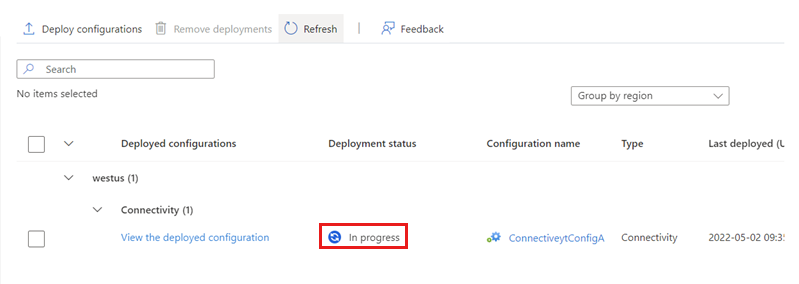 Deploy configurations Remove deployments Refresh Feedback
Search
No items selected
Group by region
Deployed configurations Deployment status Configuration name Type Last deployed (U
westus (1)
Connectivity (1)
View the deployed configuration In progress ConnectiveytConfigA Connectivity 2022-05-02 09:35